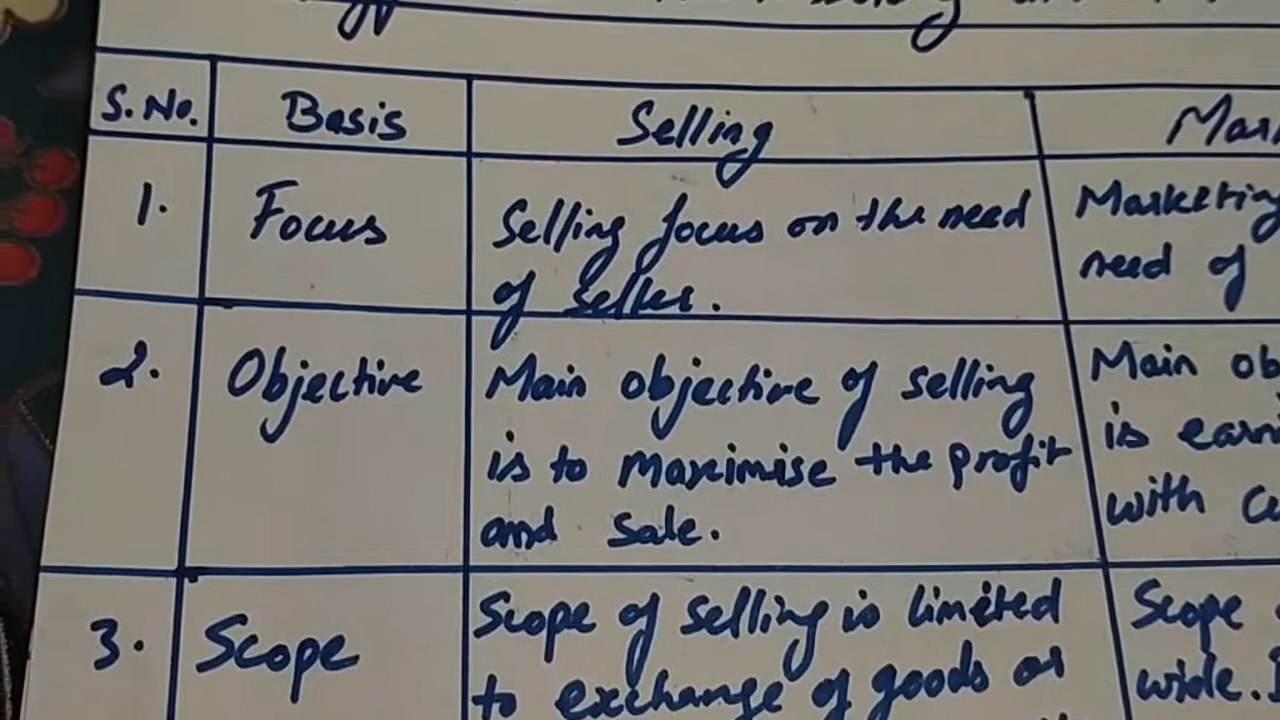 S.No. Basis Selling
1. Focus Selling focus on the need Marketing
of seller. need of
2. Objective Main objective of selling Main ob
is to maximise the profit is earni
and sale. with cu
3. Scope Scope of selling is limited Scope
to exchange of goods or wide.